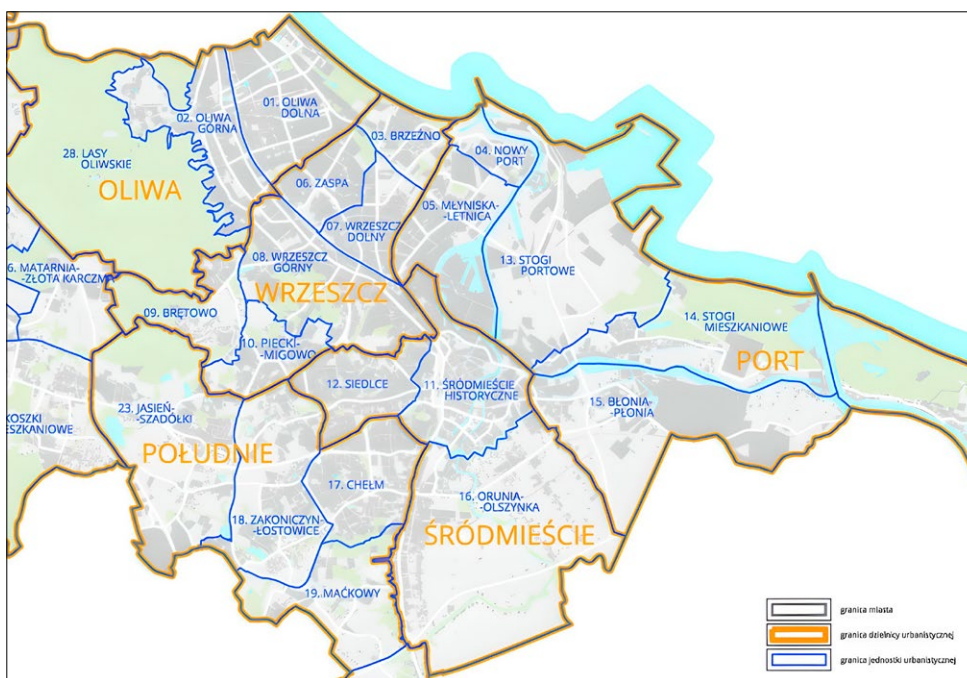 01. OLIWA
DOLNA
02. OLIWA
GÓRNA
03. BRZEŹNO
04. NOWY
PORT
28. LASY
OLIWSKIE
OLIWA
06. ZASPA
05. MŁYNISKA-
-LETNICA
07. WRZESZCZ
DOLNY
08. WRZESZCZ
GÓRNY
13. STOGI
PORTOWE
6. MATARNIA-
-ZŁOTA KARCZMA
WRZESZCZ
09. BRĘTOWO
14. STOGI
MIESZKANIOWE
10. PIECKI-
-MIGOWO
PORT
12. SIEDLCE
11. ŚRÓDMIEŚCIE
HISTORYCZNE
15. BŁONIA-
-PŁONIA
23. JASIEŃ-
-SZADÓŁKI
KOSZKI
ESZKANIOWE
POŁUDNIE
17. CHEŁM
16. ORUNIA-
-OLSZYNKA
18. ZAKONICZYN-
-ŁOSTOWICE
ŚRÓDMIEŚCIE
19. MAĆKOWY
granica miasta
granica dzielnicy urbanistycznej
granica jednostki urbanistycznej